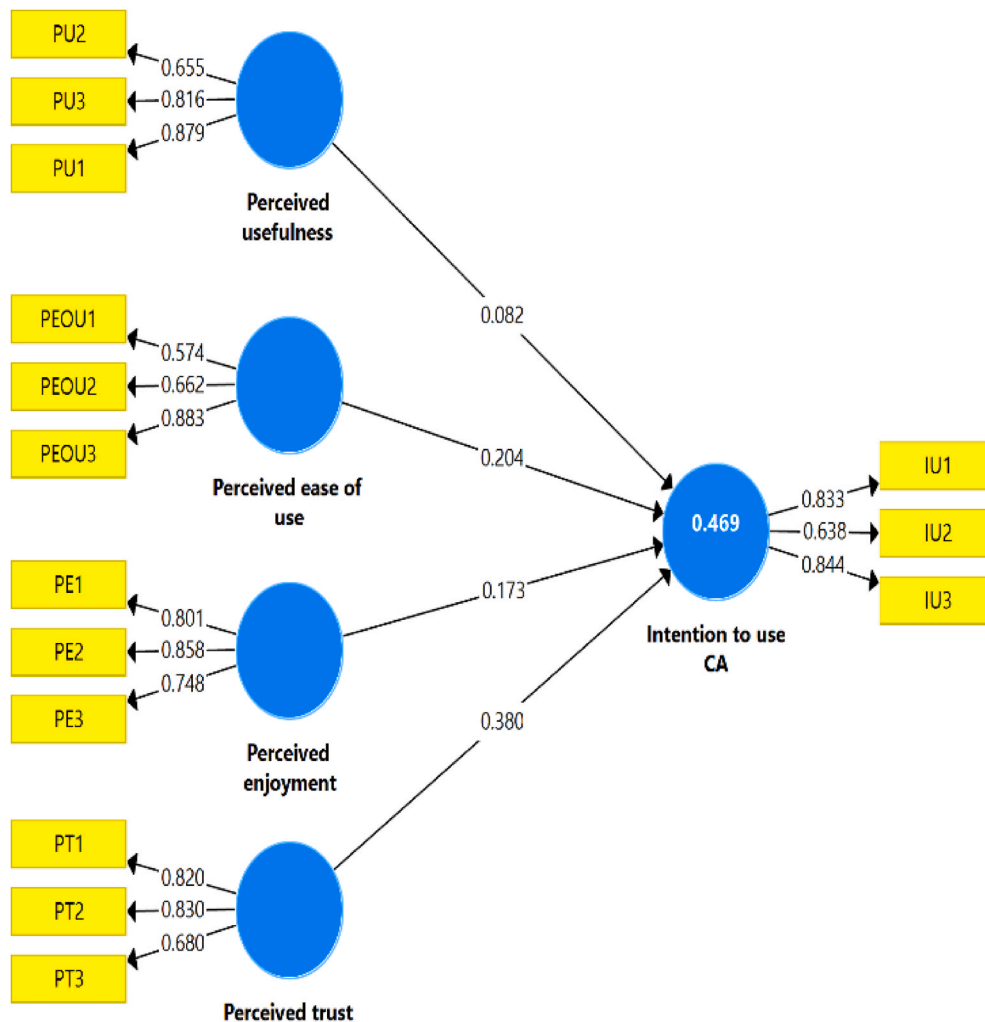 PU2
0.655
PU3
0.816
0.879
PU1
Perceived
usefulness
0.082
PEOU1
0.574
PEOU2
0.662
0.883
PEOU3
Perceived ease of
use
0.204
PE1
0.801
PE2
0.858
0.748
PE3
Perceived
enjoyment
0.173
PT1
0.820
PT2
0.830
0.680
PT3
Perceived trust
0.380
0.469
Intention to use
CA
IU1
0.833
IU2
0.638
0.844
IU3